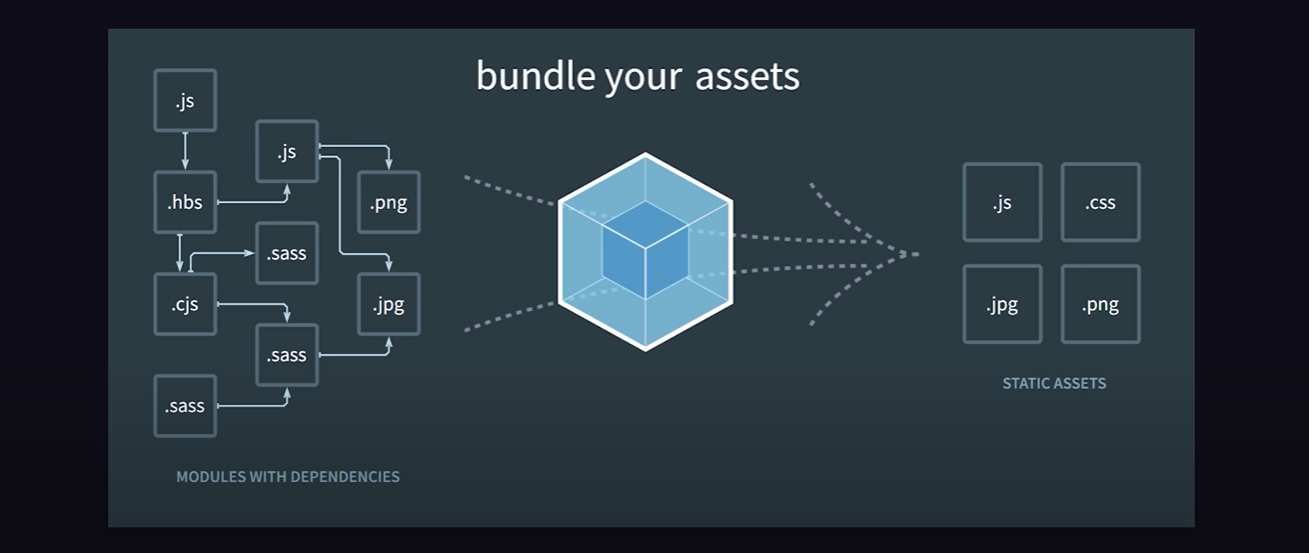 bundle your assets
.js
.js
.hbs
.png
.sass
.cjs
.jpg
.sass
.sass
MODULES WITH DEPENDENCIES
.js
.css
.jpg
.png
STATIC ASSETS